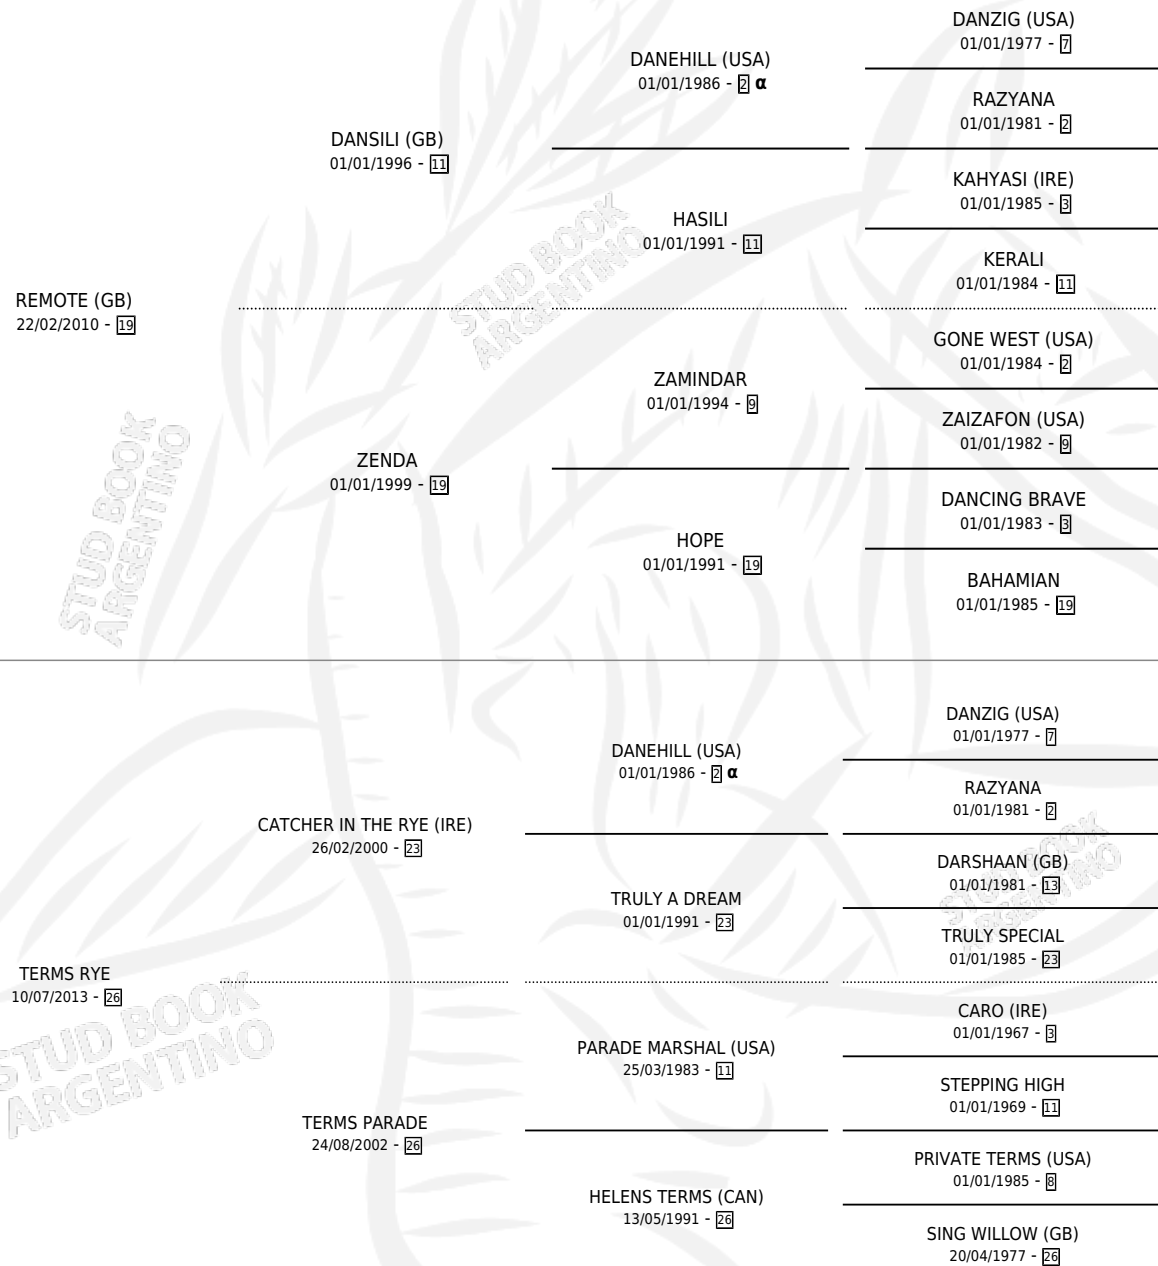 DANZIG (USA)
01/01/1977 - 7
DANEHILL (USA)
01/01/1986 - 2 α
RAZYANA
01/01/1981 - 2
DANSILI (GB)
01/01/1996 - 11
KAHYASI (IRE)
01/01/1985 - 3
HASILI
01/01/1991 - 11
KERALI
01/01/1984 - 11
REMOTE (GB)
22/02/2010 - 19
GONE WEST (USA)
01/01/1984 - 2
ZAMINDAR
01/01/1994 - 9
ZAIZAFON (USA)
01/01/1982 - 9
ZENDA
01/01/1999 - 19
DANCING BRAVE
01/01/1983 - 3
HOPE
01/01/1991 - 19
BAHAMIAN
01/01/1985 - 19
STUD BOOK
ARGENTINO
STUD BOOK
ARGENTINO
DANZIG (USA)
01/01/1977 - 7
DANEHILL (USA)
01/01/1986 - 2 α
RAZYANA
01/01/1981 - 2
CATCHER IN THE RYE (IRE)
26/02/2000 - 23
DARSHAAN (GB)
01/01/1981 - 13
TRULY A DREAM
01/01/1991 - 23
TRULY SPECIAL
01/01/1985 - 23
TERMS RYE
10/07/2013 - 26
CARO (IRE)
01/01/1967 - 3
PARADE MARSHAL (USA)
25/03/1983 - 11
STEPPING HIGH
01/01/1969 - 11
TERMS PARADE
24/08/2002 - 26
PRIVATE TERMS (USA)
01/01/1985 - 8
HELENS TERMS (CAN)
13/05/1991 - 26
SING WILLOW (GB)
20/04/1977 - 26
STUD BOOK
ARGENTINO
STUD BOOK
ARGENTINO